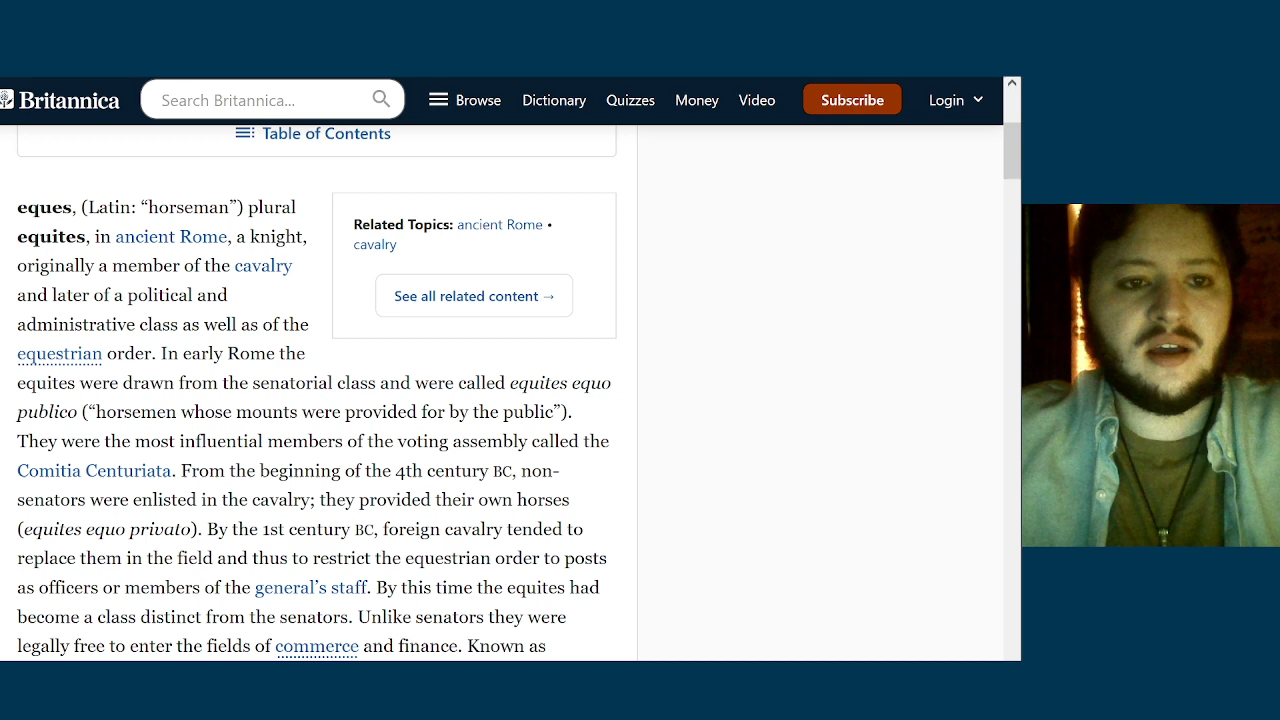 Britannica
Search Britannica...
Browse
Dictionary
Quizzes
Money
Video
Subscribe
Login
Table of Contents
eques, (Latin: “horseman”) plural
equites, in ancient Rome, a knight,
originally a member of the cavalry
and later of a political and
administrative class as well as of the
equestrian order. In early Rome the
equites were drawn from the senatorial class and were called equites equo
publico (“horsemen whose mounts were provided for by the public”).
They were the most influential members of the voting assembly called the
Comitia Centuriata. From the beginning of the 4th century BC, non-
senators were enlisted in the cavalry; they provided their own horses
(equites equo privato). By the 1st century BC, foreign cavalry tended to
replace them in the field and thus to restrict the equestrian order to posts
as officers or members of the general’s staff. By this time the equites had
become a class distinct from the senators. Unlike senators they were
legally free to enter the fields of commerce and finance. Known as
Related Topics: ancient Rome •
cavalry
See all related content →